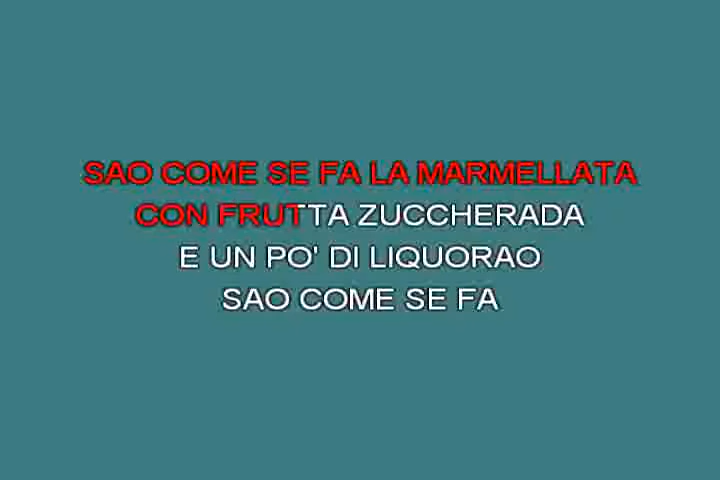 SAO COME SE FA LA MARMELLATA
CON FRUTTA ZUCCHERADA
E UN PO' DI LIQUORAO
SAO COME SE FA